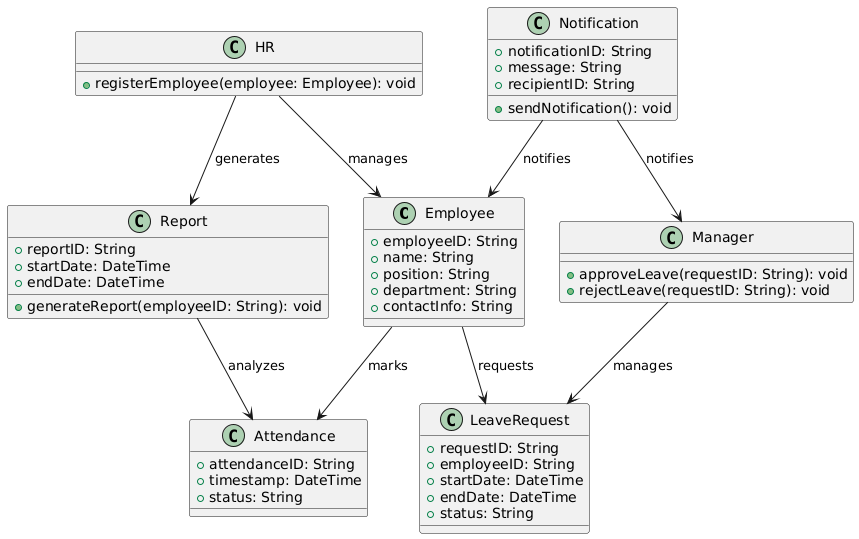 C HR
registerEmployee(employee: Employee): void
C Notification
notificationID: String
message: String
recipientID: String
sendNotification(): void
generates
manages
notifies
notifies
C Report
reportID: String
startDate: DateTime
endDate: DateTime
generateReport(employeeID: String): void
C Employee
employeeID: String
name: String
position: String
department: String
contactInfo: String
C Manager
approveLeave(requestID: String): void
rejectLeave(requestID: String): void
analyzes
marks
requests
manages
C Attendance
attendanceID: String
timestamp: DateTime
status: String
C LeaveRequest
requestID: String
employeeID: String
startDate: DateTime
endDate: DateTime
status: String